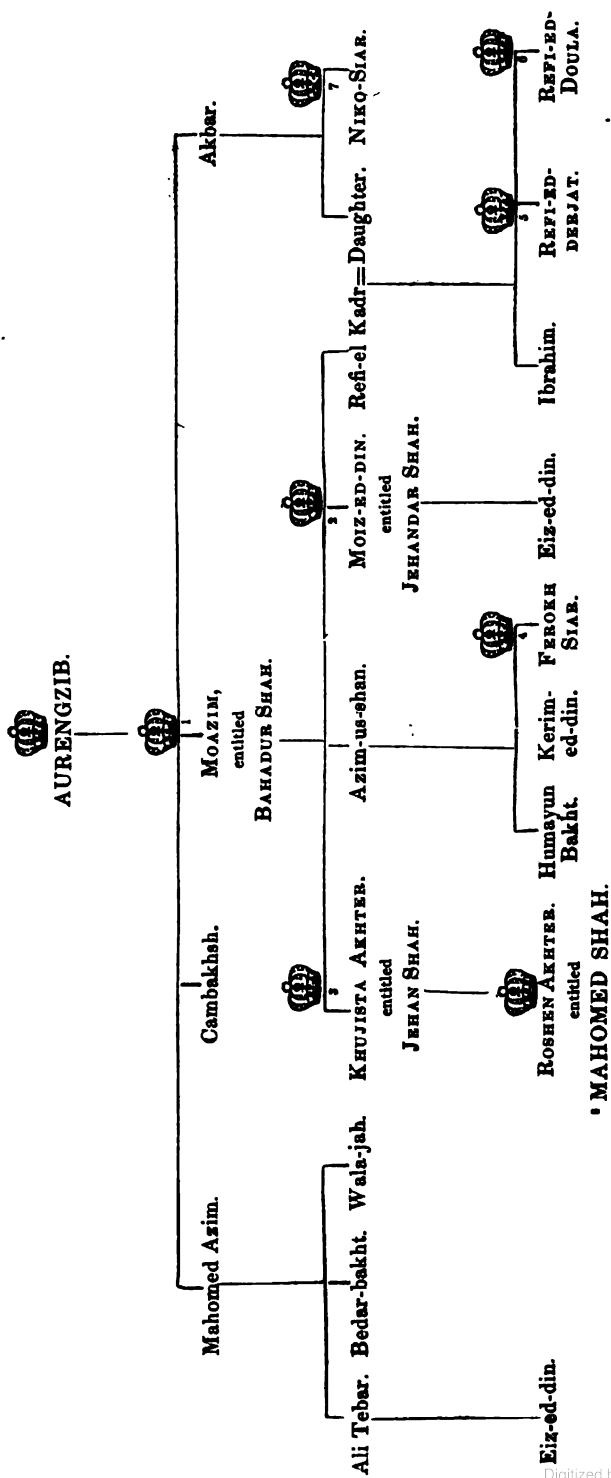 AURENGZIB.
1
Mahomed Azim. Cambakhsh. MOAZIM, Akbar.
entitled
BAHADUR SHAH.
3 2 7
Ali Tebar. Bedar-bakht. Wala-jah. KHUJISTA AKHTER. Azim-us-shan. MOIZ-ED-DIN. Refi-el Kadr=Daughter. NIKO-SIAR.
entitled entitled
JEHAN SHAH. JEHANDAR SHAH.
4 5 6
Eiz-ed-din. ROSHEN AKHTER. Humayun Kerim- FEROKH Eiz-ed-din. Ibrahim. REFI-ED- REFI-ED-
entitled Bakht. ed-din. SIAR. DERJAT. DOULA.
8 MAHOMED SHAH.
Digitized